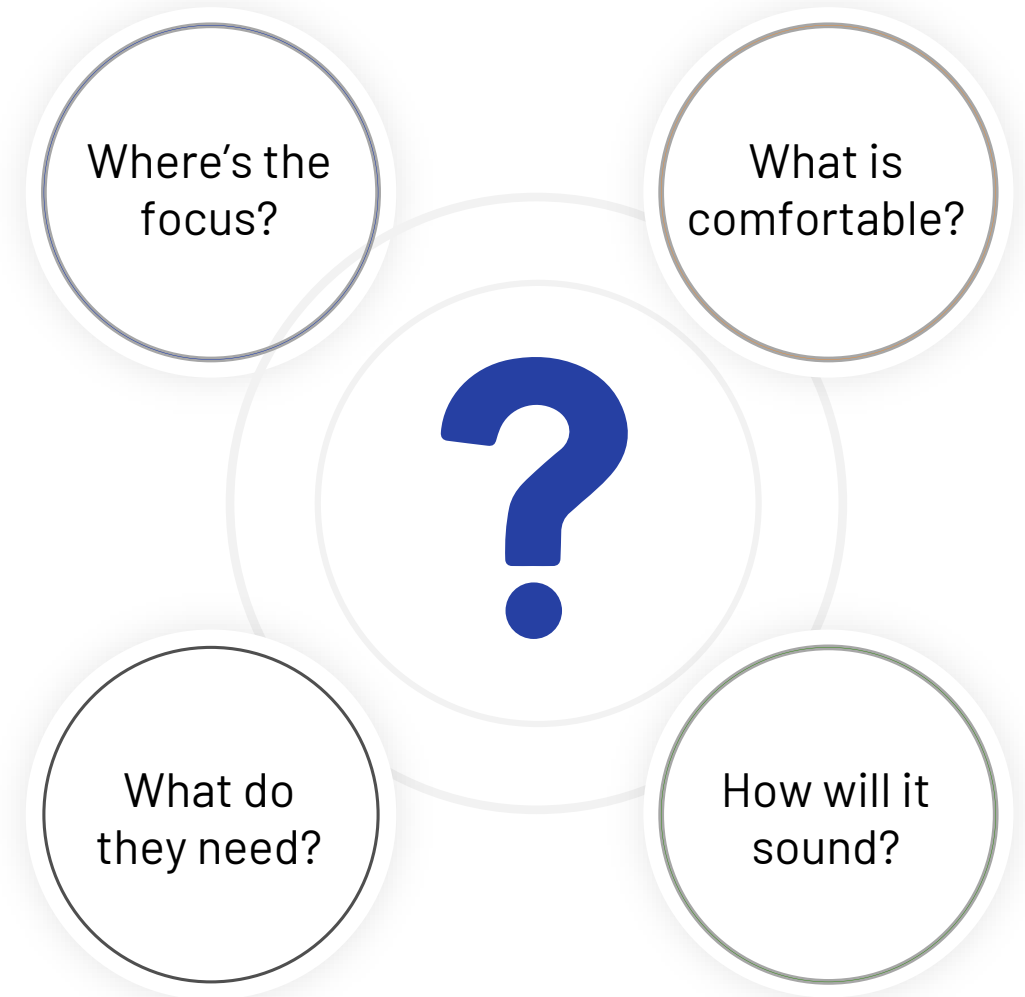 Where’s the
focus?
What is
comfortable?
?
What do
they need?
How will it
sound?